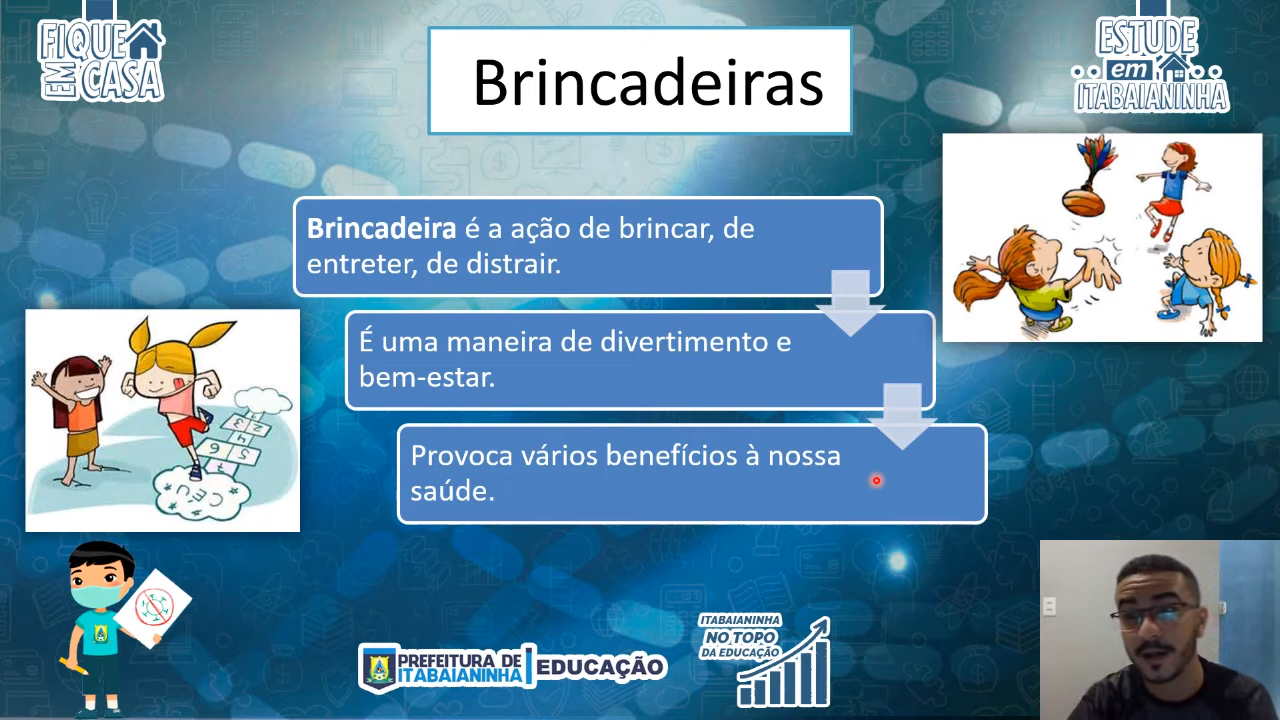 FIQUE
EM
CASA
ESTUDE
em
ITABAIANINHA
Brincadeiras
Brincadeira é a ação de brincar, de
entreter, de distrair.
É uma maneira de divertimento e
bem-estar.
Provoca vários benefícios à nossa
saúde.
CEU
PREFEITURA DE
ITABAIANINHA
EDUCAÇÃO
ITABAIANINHA
NO TOPO
DA EDUCAÇÃO